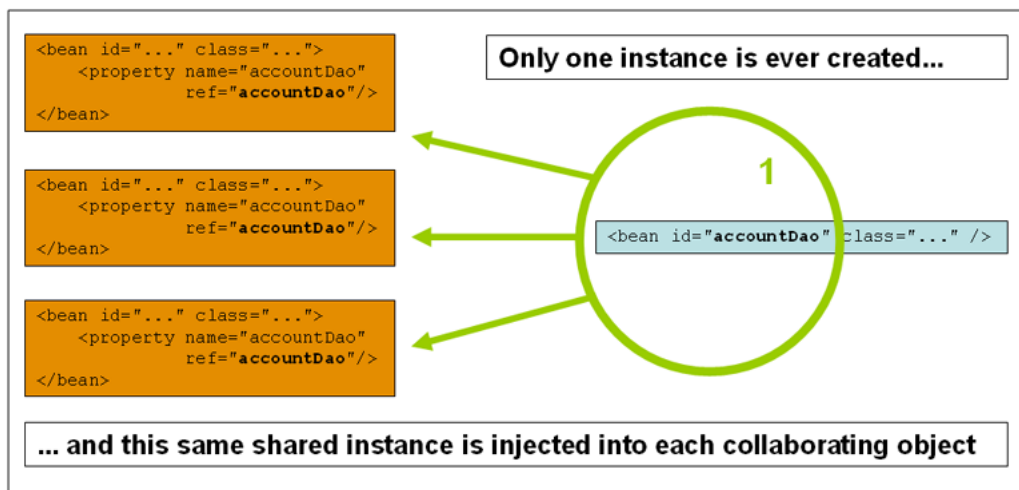 <bean id="..." class="...">
    <property name="accountDao"
              ref="accountDao"/>
</bean>
Only one instance is ever created...
1
<bean id="..." class="...">
    <property name="accountDao"
              ref="accountDao"/>
</bean>
<bean id="accountDao" class="..." />
<bean id="..." class="...">
    <property name="accountDao"
              ref="accountDao"/>
</bean>
... and this same shared instance is injected into each collaborating object